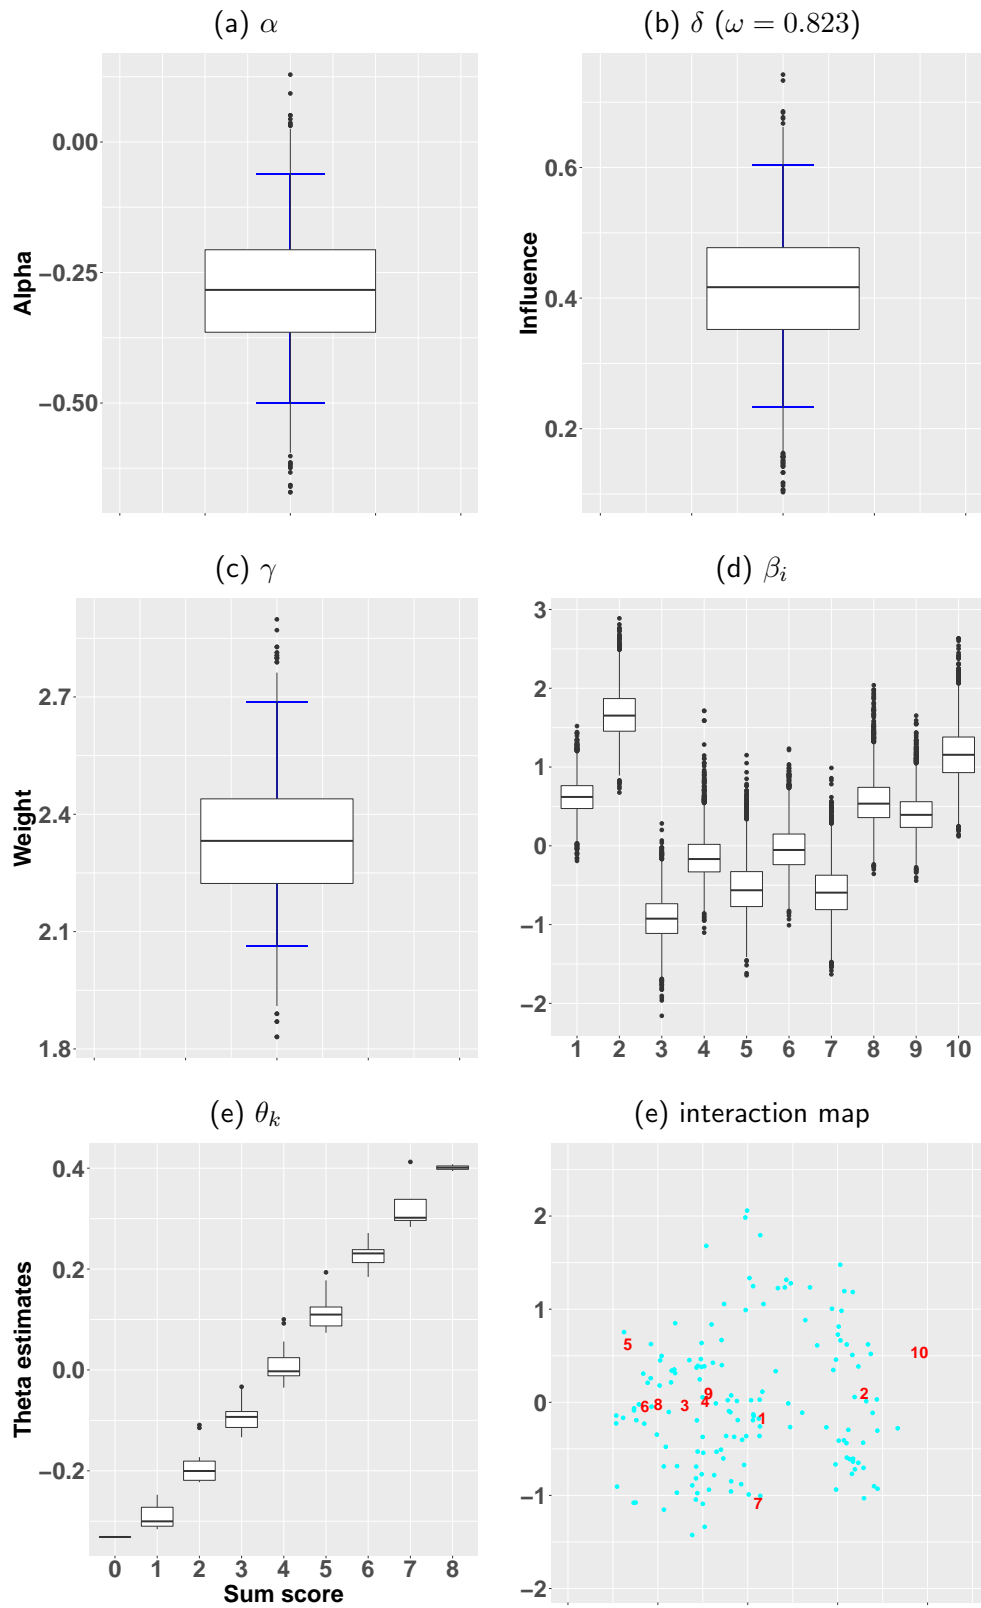 (a) α
(b) δ (ω = 0.823)
Alpha
0.00
−0.25
−0.50
Influence
0.6
0.4
0.2
(c) γ
(d) βᵢ
Weight
2.7
2.4
2.1
1.8
3
2
1
0
−1
−2
1 2 3 4 5 6 7 8 9 10
(e) θₖ
(e) interaction map
Theta estimates
0.4
0.2
0.0
−0.2
0 1 2 3 4 5 6 7 8
Sum score
2
1
0
−1
−2
5
10
9
2
6 8 3 4
1
7